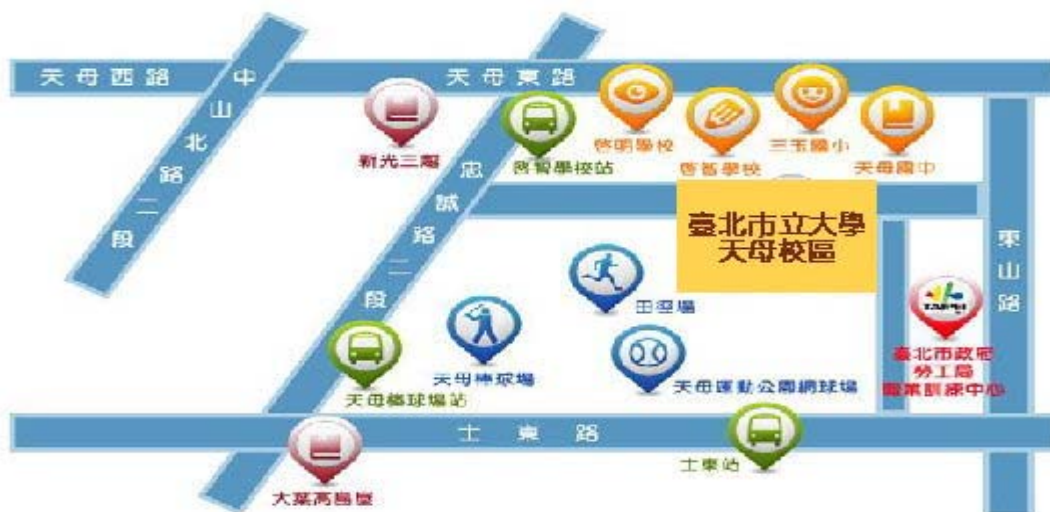 天母西路
中山北路二段
天母東路
新光三越
忠誠路二段
啓智學校站
啓明學校
啓智學校
三玉國小
天母國中
臺北市立大學
天母校區
東山路
田徑場
天母棒球場
天母棒球場站
天母運動公園網球場
臺北市政府
勞工局
職業訓練中心
士東路
士東站
大葉高島屋